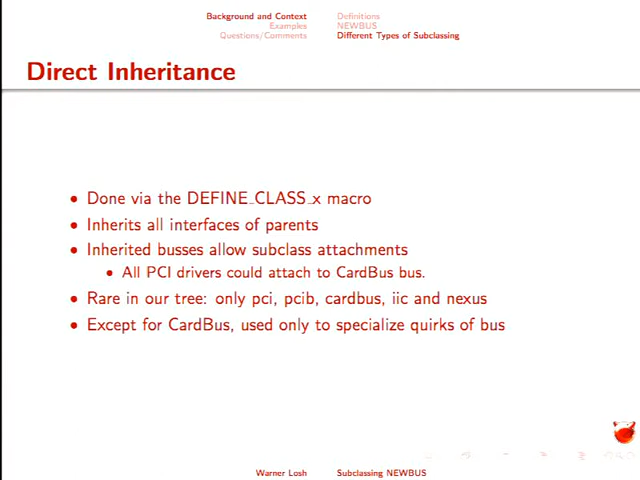 Background and Context
Examples
Questions/Comments
Definitions
NEWBUS
Different Types of Subclassing
Direct Inheritance
• Done via the DEFINE_CLASS_x macro
• Inherits all interfaces of parents
• Inherited busses allow subclass attachments
• All PCI drivers could attach to CardBus bus.
• Rare in our tree: only pci, pcib, cardbus, iic and nexus
• Except for CardBus, used only to specialize quirks of bus
Warner Losh
Subclassing NEWBUS